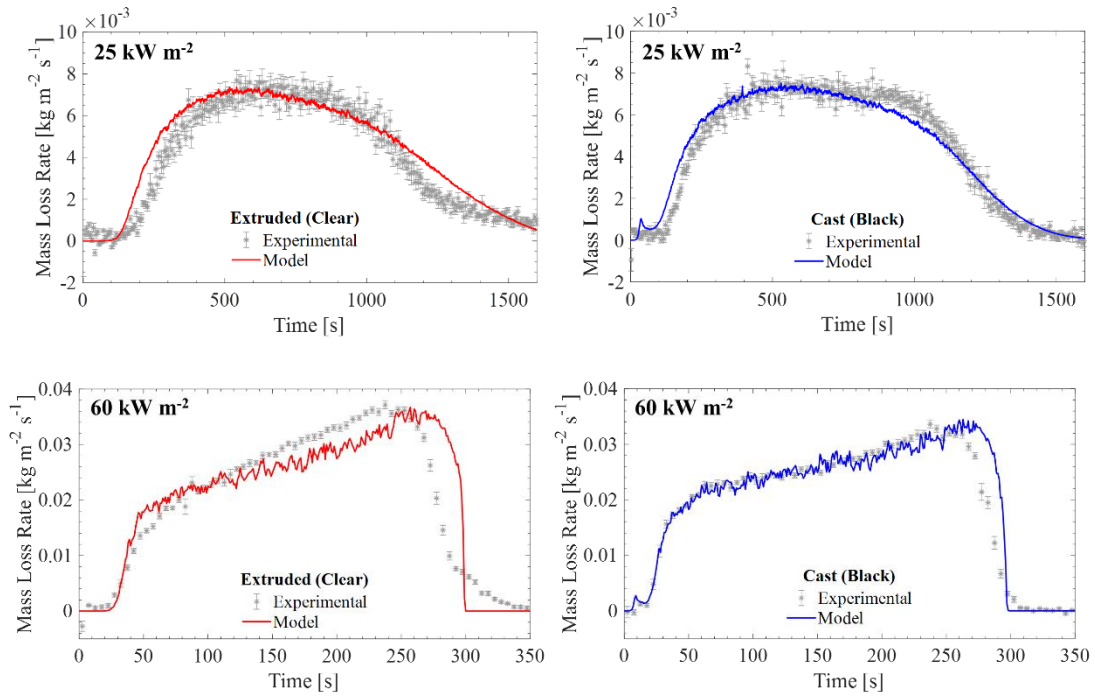 ×10⁻³
25 kW m⁻²
10
8
6
4
2
0
-2
Mass Loss Rate [kg m⁻² s⁻¹]
Extruded (Clear)
Experimental
Model
0
500
1000
1500
Time [s]
×10⁻³
25 kW m⁻²
10
8
6
4
2
0
-2
Mass Loss Rate [kg m⁻² s⁻¹]
Cast (Black)
Experimental
Model
0
500
1000
1500
Time [s]
60 kW m⁻²
0.04
0.03
0.02
0.01
0
Mass Loss Rate [kg m⁻² s⁻¹]
Extruded (Clear)
Experimental
Model
0
50
100
150
200
250
300
350
Time [s]
60 kW m⁻²
0.04
0.03
0.02
0.01
0
Mass Loss Rate [kg m⁻² s⁻¹]
Cast (Black)
Experimental
Model
0
50
100
150
200
250
300
350
Time [s]